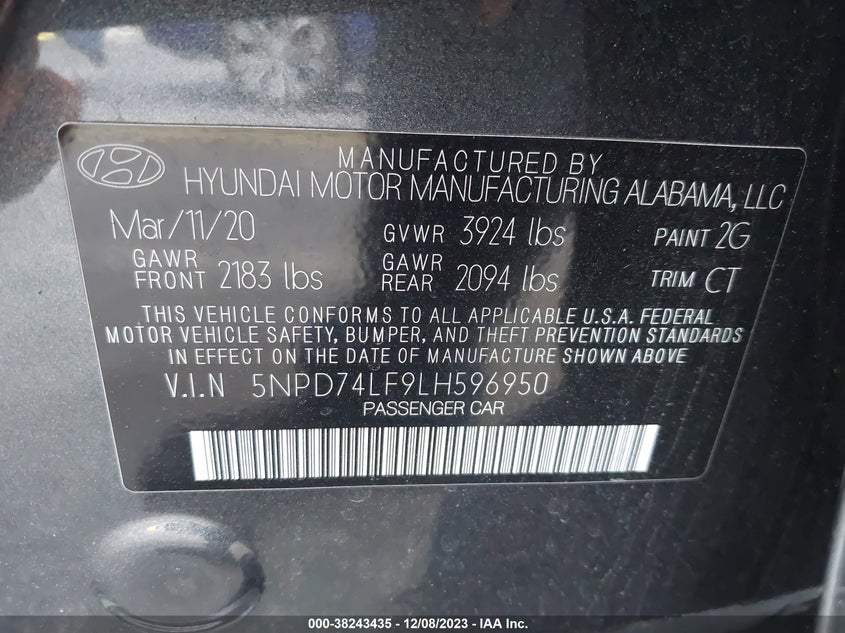 MANUFACTURED BY
HYUNDAI MOTOR MANUFACTURING ALABAMA, LLC
Mar/11/20 GVWR 3924 lbs PAINT 2G
GAWR FRONT 2183 lbs GAWR REAR 2094 lbs TRIM CT
THIS VEHICLE CONFORMS TO ALL APPLICABLE U.S.A. FEDERAL
MOTOR VEHICLE SAFETY, BUMPER, AND THEFT PREVENTION STANDARDS
IN EFFECT ON THE DATE OF MANUFACTURE SHOWN ABOVE
V.I.N 5NPD74LF9LH596950
PASSENGER CAR
000-38243435 - 12/08/2023 - IAA Inc.